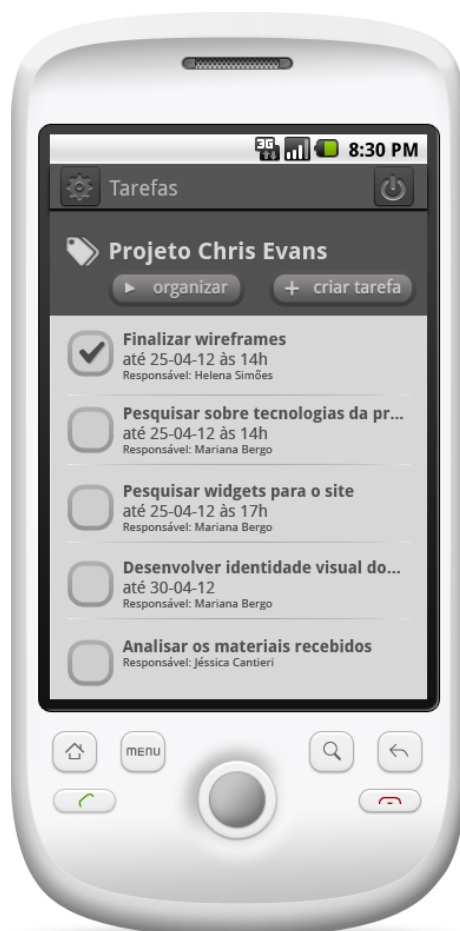 3G 8:30 PM
Tarefas
Projeto Chris Evans
organizar + criar tarefa
Finalizar wireframes
até 25-04-12 às 14h
Responsável: Helena Simões
Pesquisar sobre tecnologias da pr...
até 25-04-12 às 14h
Responsável: Mariana Bergo
Pesquisar widgets para o site
até 25-04-12 às 17h
Responsável: Mariana Bergo
Desenvolver identidade visual do...
até 30-04-12
Responsável: Mariana Bergo
Analisar os materiais recebidos
Responsável: Jéssica Cantieri
MENU